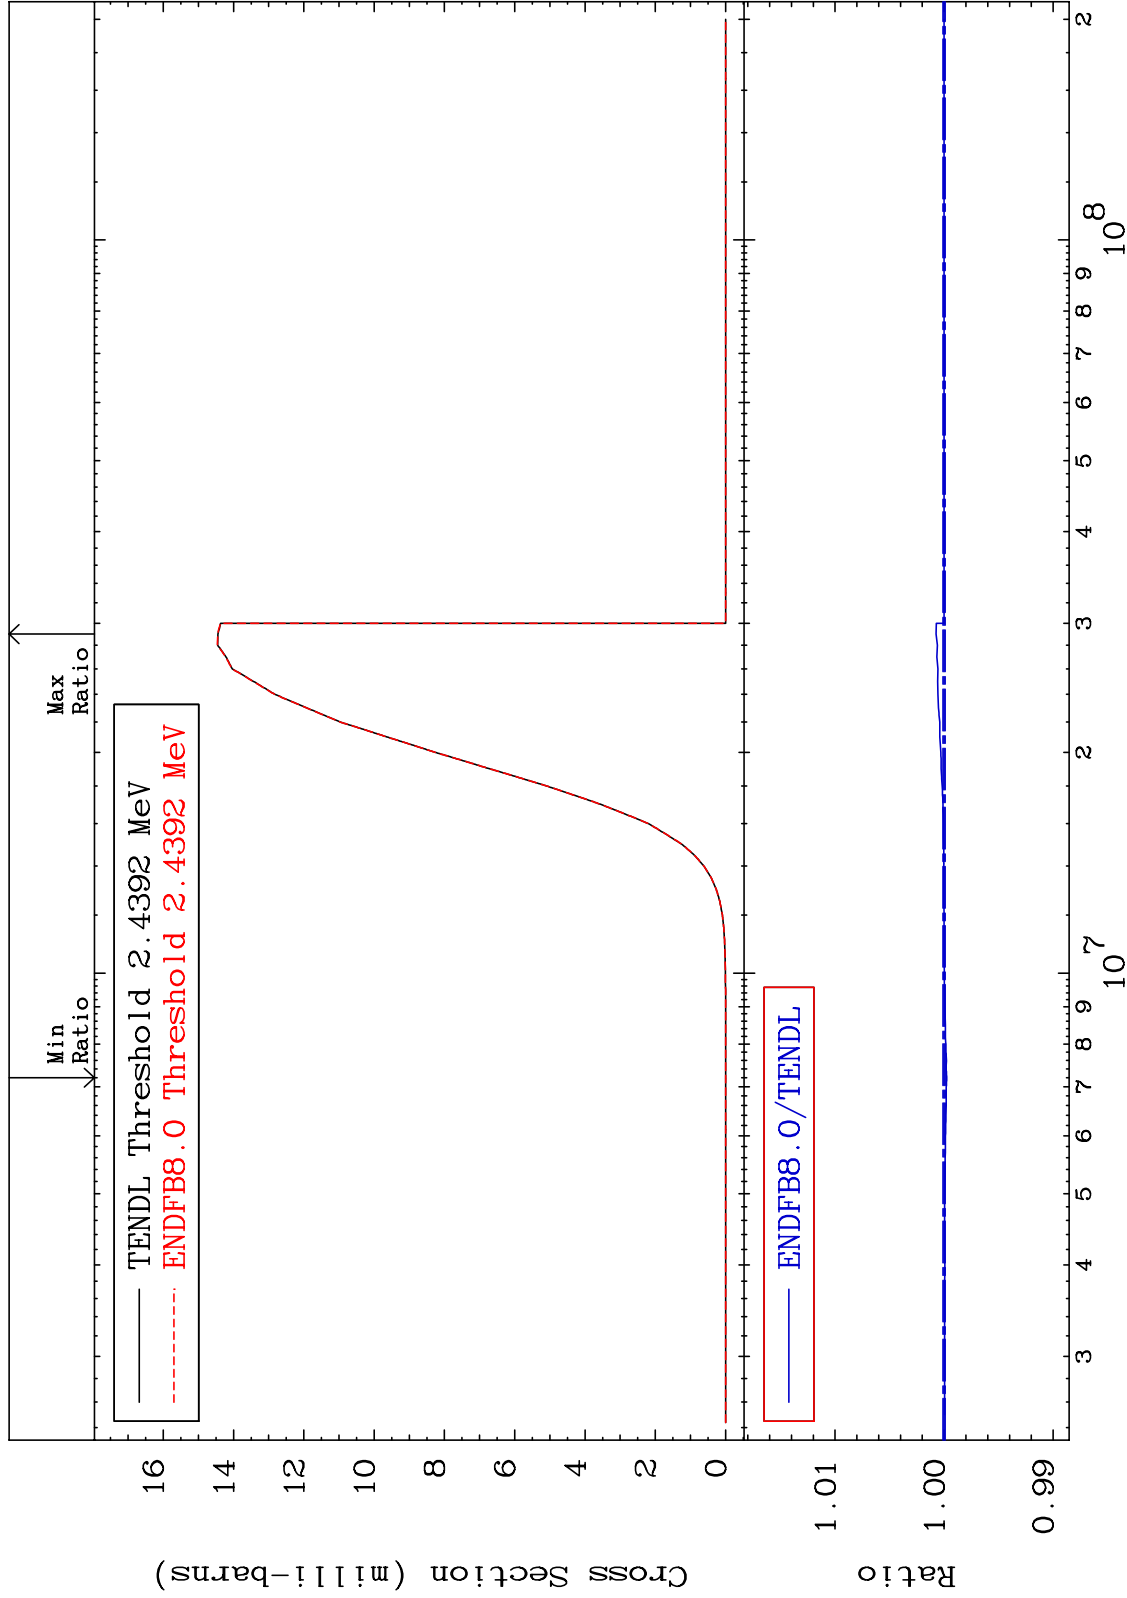 Min
Ratio
Max
Ratio
TENDL Threshold 2.4392 MeV
ENDFB8.0 Threshold 2.4392 MeV
16
14
12
10
8
6
4
2
0
Cross Section (milli-barns)
ENDFB8.0/TENDL
1.01
1.00
0.99
Ratio
3 4 5 6 7 8 9 10^7 2 3 4 5 6 7 8 9 10^8 2